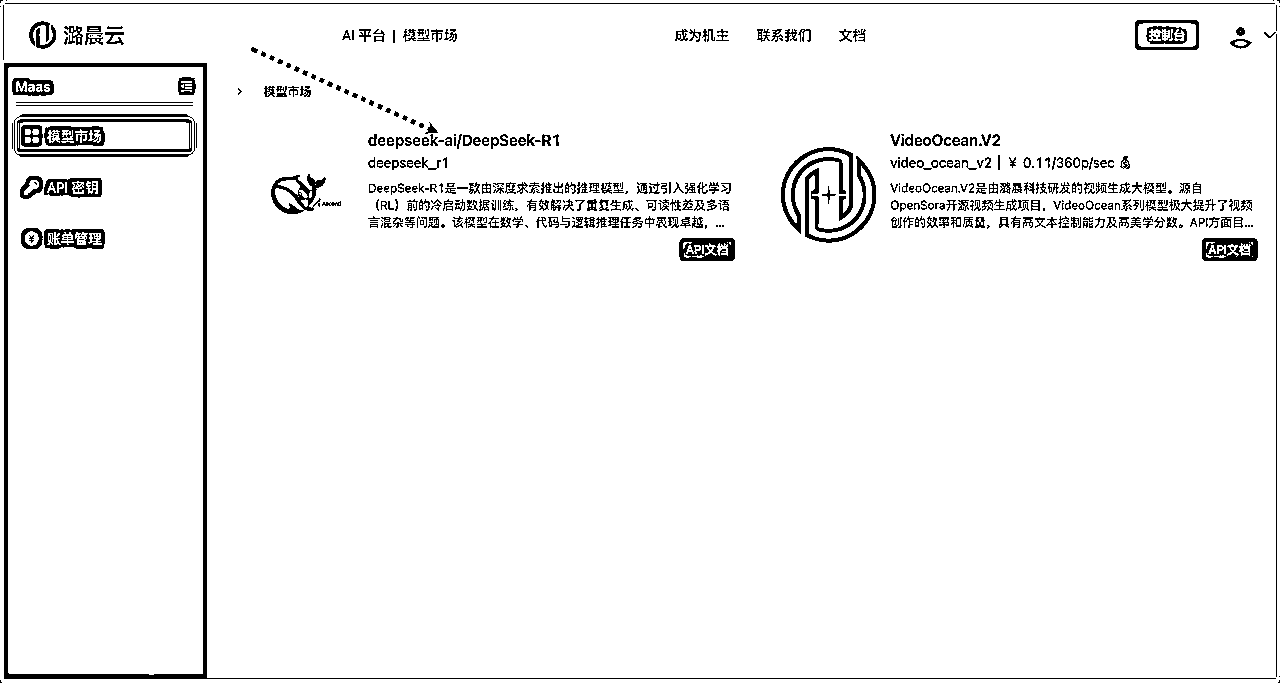 潞晨云
AI 平台 | 模型市场
成为机主
联系我们
文档
控制台
Maas
模型市场
API 密钥
账单管理
模型市场
deepseek-ai/DeepSeek-R1
deepseek_r1
DeepSeek-R1是一款由深度求索推出的推理模型，通过引入强化学习
（RL）前的冷启动数据训练，有效解决了重复生成、可读性差及多语
言混杂等问题。该模型在数学、代码与逻辑推理任务中表现卓越，...
API文档
Ascend
VideoOcean.V2
video_ocean_v2 | ￥ 0.11/360p/sec
VideoOcean.V2是由潞晨科技研发的视频生成大模型。源自
OpenSora开源视频生成项目，VideoOcean系列模型极大提升了视频
创作的效率和质量，具有高文本控制能力及高美学分数。API方面目...
API文档